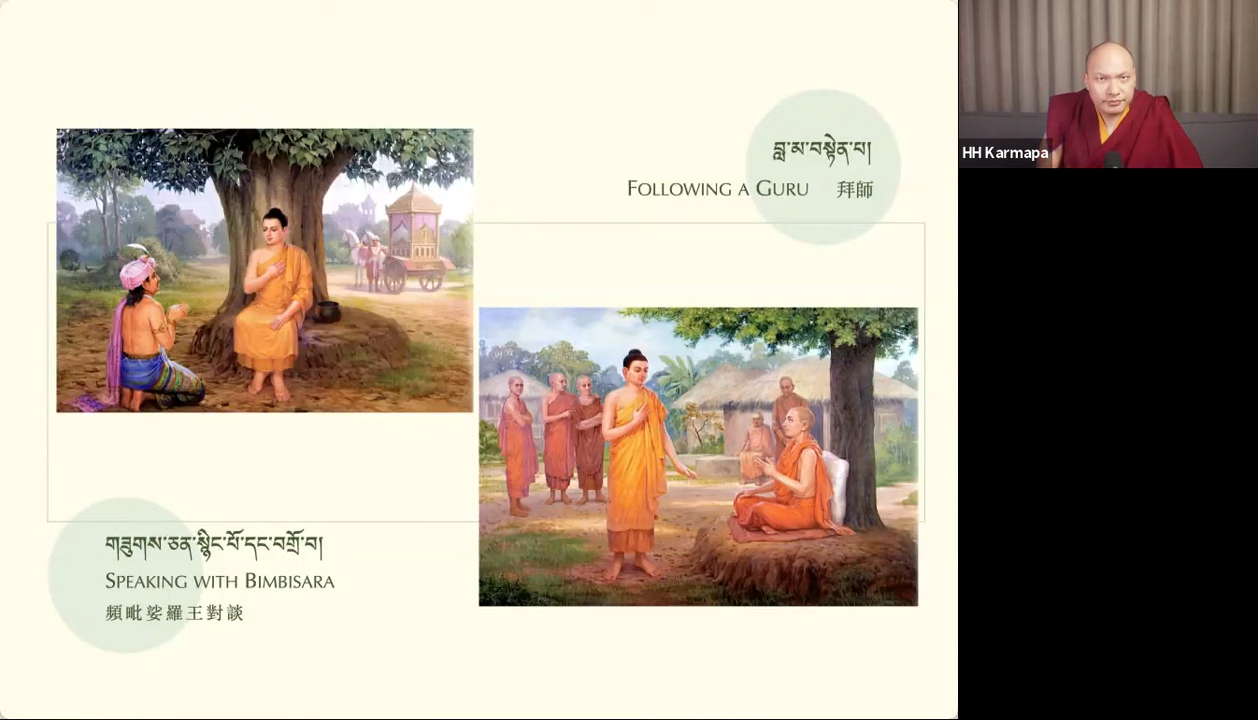 བླ་མ་བསྟེན་པ།
FOLLOWING A GURU 拜師
HH Karmapa
གཟུགས་ཅན་སྙིང་པོ་དང་བགྲོ་བ།
SPEAKING WITH BIMBISARA
頻毗娑羅王對談